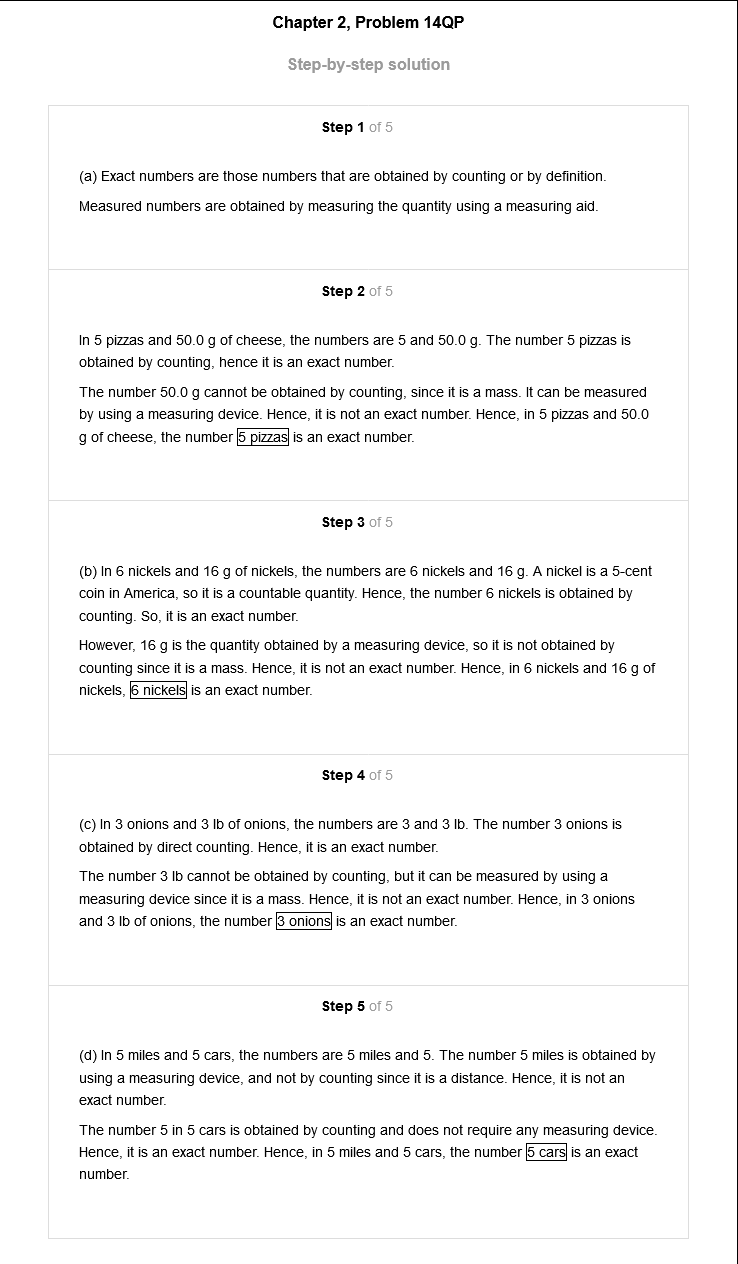 Chapter 2, Problem 14QP
Step-by-step solution
Step 1 of 5
(a) Exact numbers are those numbers that are obtained by counting or by definition.
Measured numbers are obtained by measuring the quantity using a measuring aid.
Step 2 of 5
In 5 pizzas and 50.0 g of cheese, the numbers are 5 and 50.0 g. The number 5 pizzas is
obtained by counting, hence it is an exact number.
The number 50.0 g cannot be obtained by counting, since it is a mass. It can be measured
by using a measuring device. Hence, it is not an exact number. Hence, in 5 pizzas and 50.0
g of cheese, the number 5 pizzas is an exact number.
Step 3 of 5
(b) In 6 nickels and 16 g of nickels, the numbers are 6 nickels and 16 g. A nickel is a 5-cent
coin in America, so it is a countable quantity. Hence, the number 6 nickels is obtained by
counting. So, it is an exact number.
However, 16 g is the quantity obtained by a measuring device, so it is not obtained by
counting since it is a mass. Hence, it is not an exact number. Hence, in 6 nickels and 16 g of
nickels, 6 nickels is an exact number.
Step 4 of 5
(c) In 3 onions and 3 lb of onions, the numbers are 3 and 3 lb. The number 3 onions is
obtained by direct counting. Hence, it is an exact number.
The number 3 lb cannot be obtained by counting, but it can be measured by using a
measuring device since it is a mass. Hence, it is not an exact number. Hence, in 3 onions
and 3 lb of onions, the number 3 onions is an exact number.
Step 5 of 5
(d) In 5 miles and 5 cars, the numbers are 5 miles and 5. The number 5 miles is obtained by
using a measuring device, and not by counting since it is a distance. Hence, it is not an
exact number.
The number 5 in 5 cars is obtained by counting and does not require any measuring device.
Hence, it is an exact number. Hence, in 5 miles and 5 cars, the number 5 cars is an exact
number.